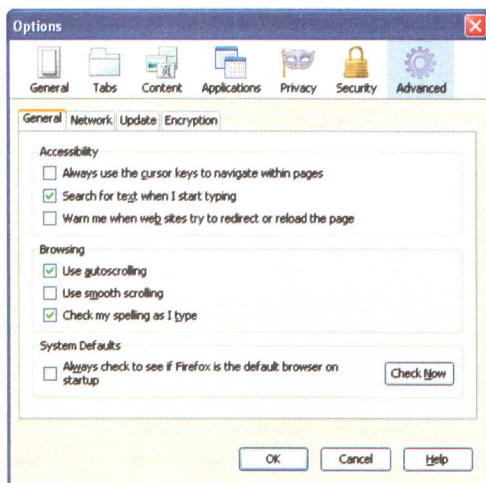 Options
General Tabs Content Applications Privacy Security Advanced
General Network Update Encryption
Accessibility
Always use the cursor keys to navigate within pages
Search for text when I start typing
Warn me when web sites try to redirect or reload the page
Browsing
Use autoscrolling
Use smooth scrolling
Check my spelling as I type
System Defaults
Always check to see if Firefox is the default browser on
startup
Check Now
OK Cancel Help